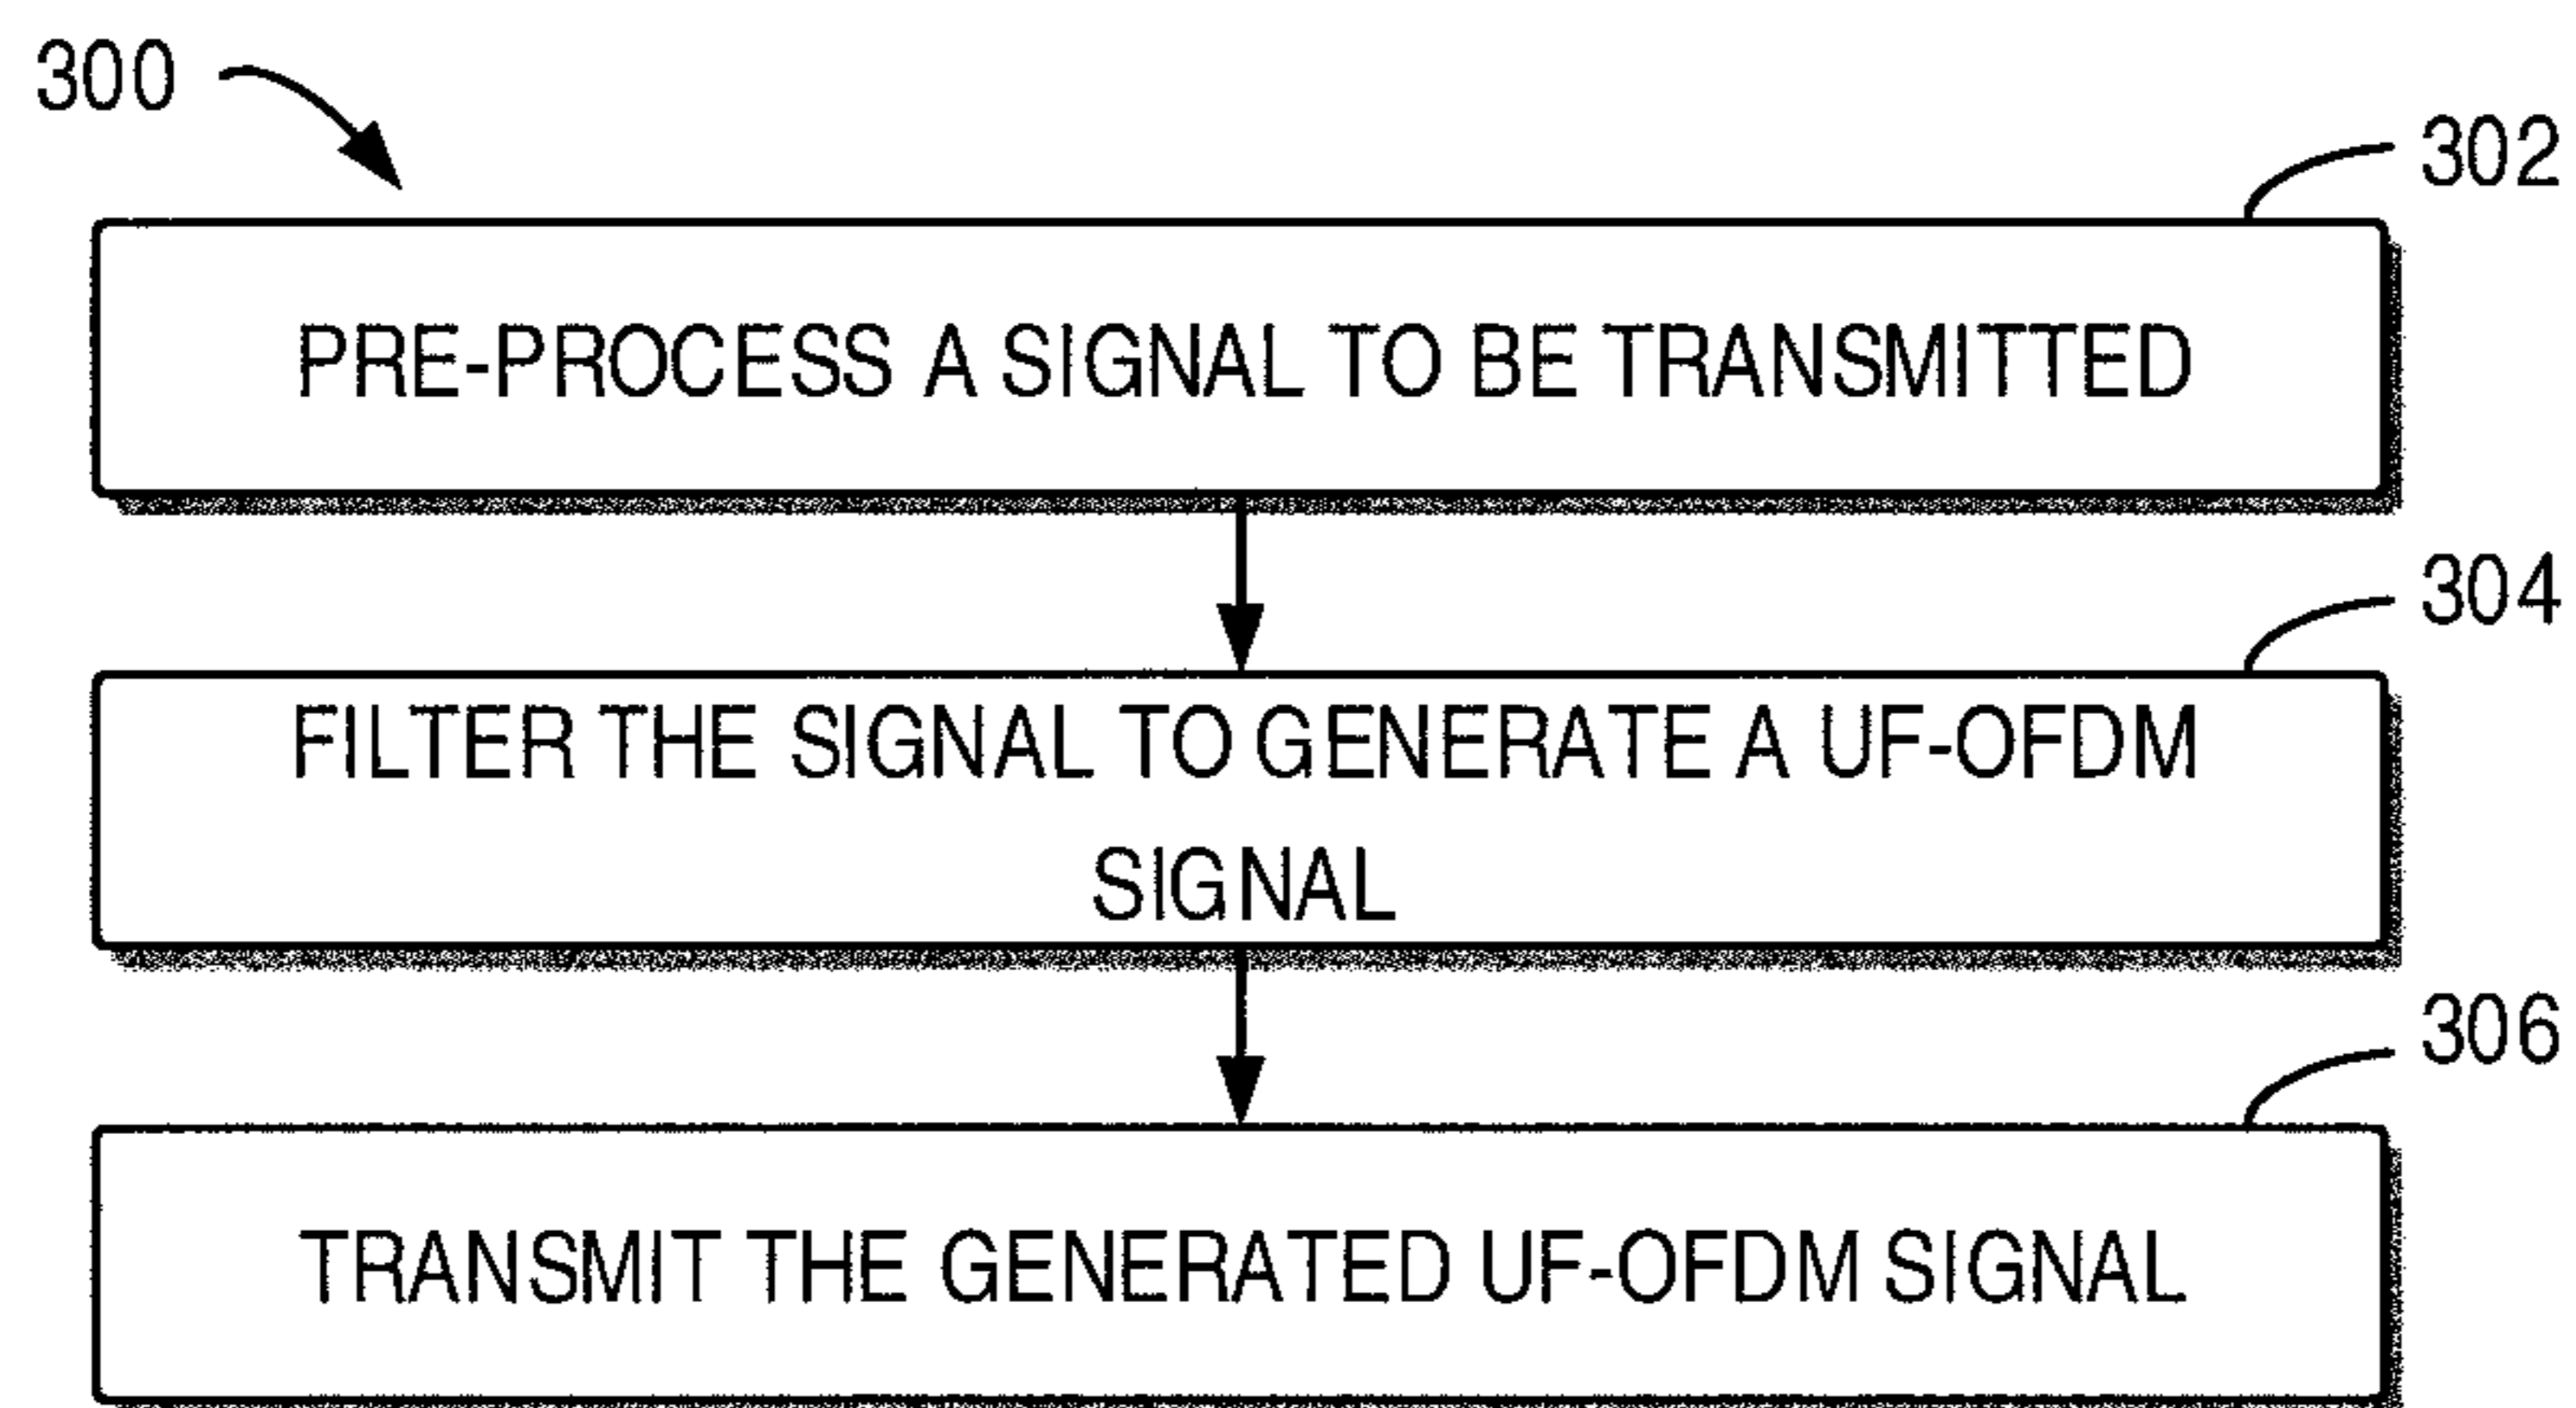 300
302
PRE-PROCESS A SIGNAL TO BE TRANSMITTED
304
FILTER THE SIGNAL TO GENERATE A UF-OFDM
SIGNAL
306
TRANSMIT THE GENERATED UF-OFDM SIGNAL